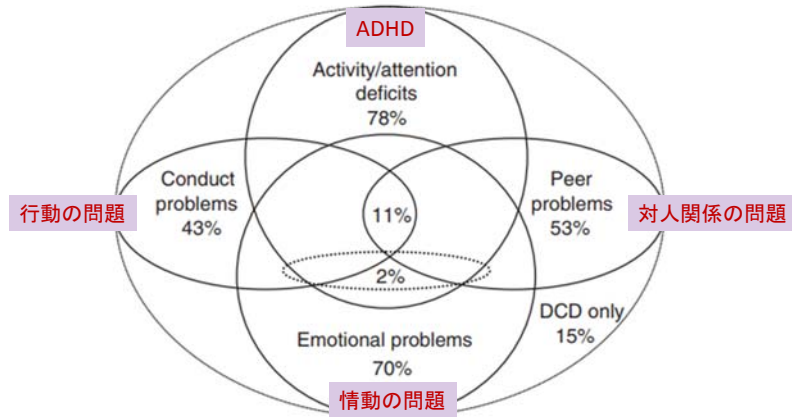 ADHD
Activity/attention
deficits
78%
Conduct
problems
43%
行動の問題
11%
Peer
problems
53%
対人関係の問題
2%
DCD only
15%
Emotional problems
70%
情動の問題